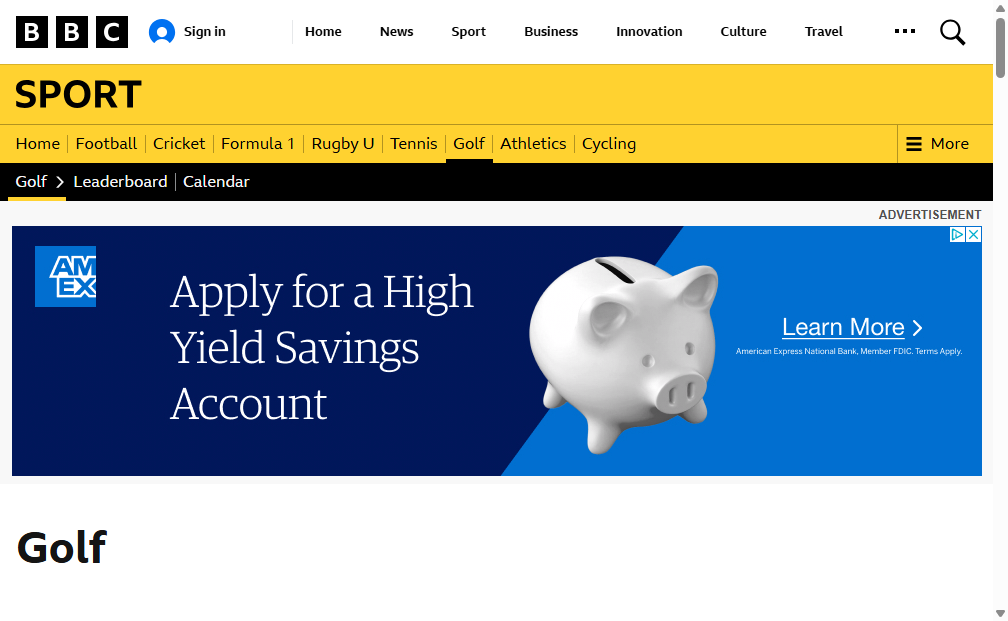 BBC Sign in Home News Sport Business Innovation Culture Travel
SPORT
Home Football Cricket Formula 1 Rugby U Tennis Golf Athletics Cycling More
Golf Leaderboard Calendar
ADVERTISEMENT
AM
EX
Apply for a High
Yield Savings
Account
Learn More
American Express National Bank, Member FDIC. Terms Apply.
Golf